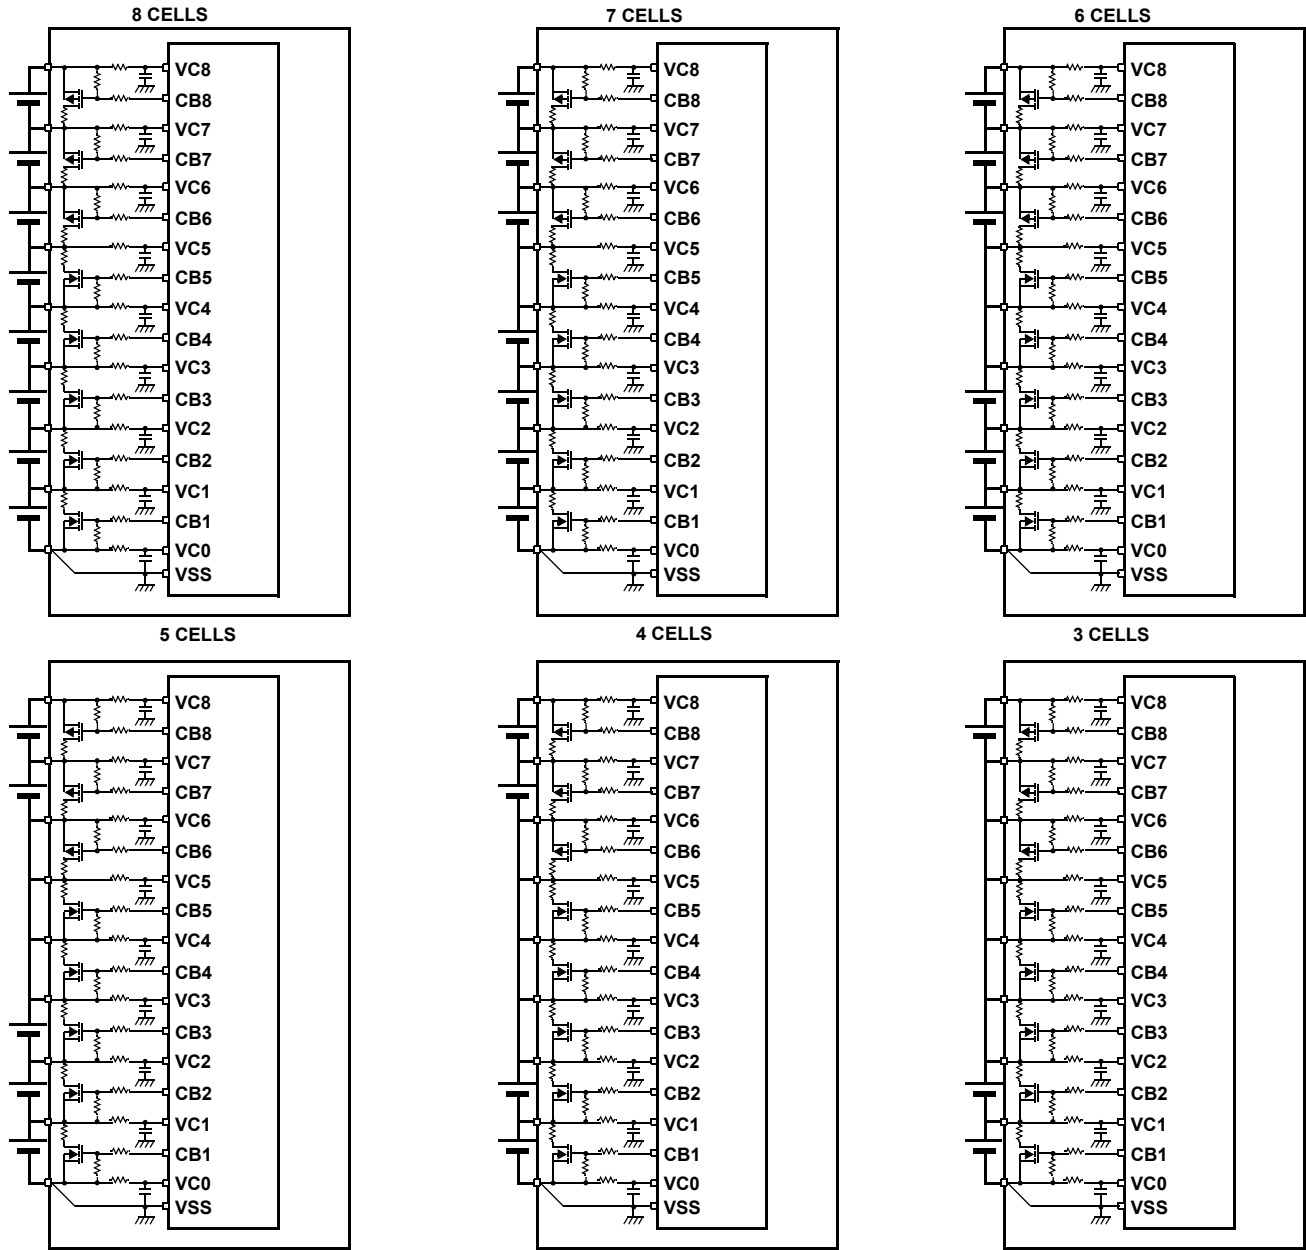 8 CELLS
VC8
CB8
VC7
CB7
VC6
CB6
VC5
CB5
VC4
CB4
VC3
CB3
VC2
CB2
VC1
CB1
VC0
VSS
7 CELLS
VC8
CB8
VC7
CB7
VC6
CB6
VC5
CB5
VC4
CB4
VC3
CB3
VC2
CB2
VC1
CB1
VC0
VSS
6 CELLS
VC8
CB8
VC7
CB7
VC6
CB6
VC5
CB5
VC4
CB4
VC3
CB3
VC2
CB2
VC1
CB1
VC0
VSS
5 CELLS
VC8
CB8
VC7
CB7
VC6
CB6
VC5
CB5
VC4
CB4
VC3
CB3
VC2
CB2
VC1
CB1
VC0
VSS
4 CELLS
VC8
CB8
VC7
CB7
VC6
CB6
VC5
CB5
VC4
CB4
VC3
CB3
VC2
CB2
VC1
CB1
VC0
VSS
3 CELLS
VC8
CB8
VC7
CB7
VC6
CB6
VC5
CB5
VC4
CB4
VC3
CB3
VC2
CB2
VC1
CB1
VC0
VSS